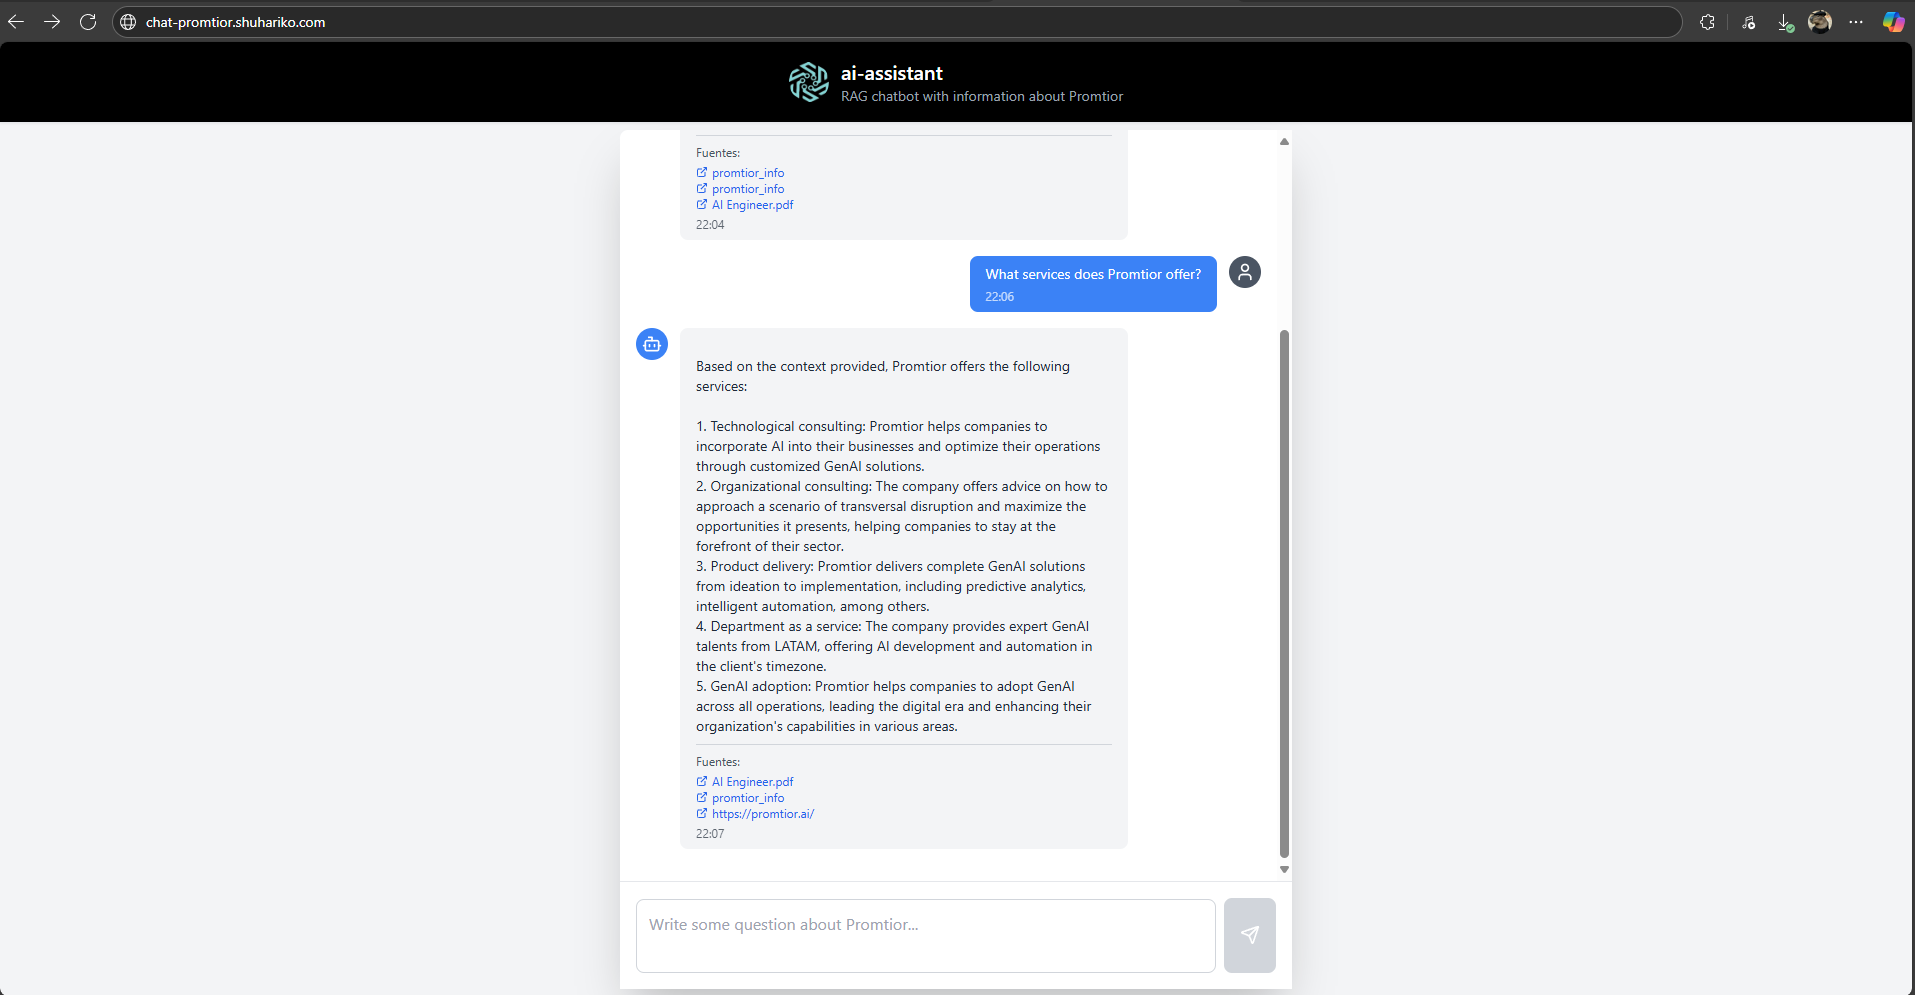 chat-promtior.shuhariko.com
ai-assistant
RAG chatbot with information about Promtior
Fuentes:
promtior_info
promtior_info
AI Engineer.pdf
22:04
What services does Promtior offer?
22:06
Based on the context provided, Promtior offers the following
services:
1. Technological consulting: Promtior helps companies to
incorporate AI into their businesses and optimize their operations
through customized GenAI solutions.
2. Organizational consulting: The company offers advice on how to
approach a scenario of transversal disruption and maximize the
opportunities it presents, helping companies to stay at the
forefront of their sector.
3. Product delivery: Promtior delivers complete GenAI solutions
from ideation to implementation, including predictive analytics,
intelligent automation, among others.
4. Department as a service: The company provides expert GenAI
talents from LATAM, offering AI development and automation in
the client's timezone.
5. GenAI adoption: Promtior helps companies to adopt GenAI
across all operations, leading the digital era and enhancing their
organization's capabilities in various areas.
Fuentes:
AI Engineer.pdf
promtior_info
https://promtior.ai/
22:07
Write some question about Promtior...